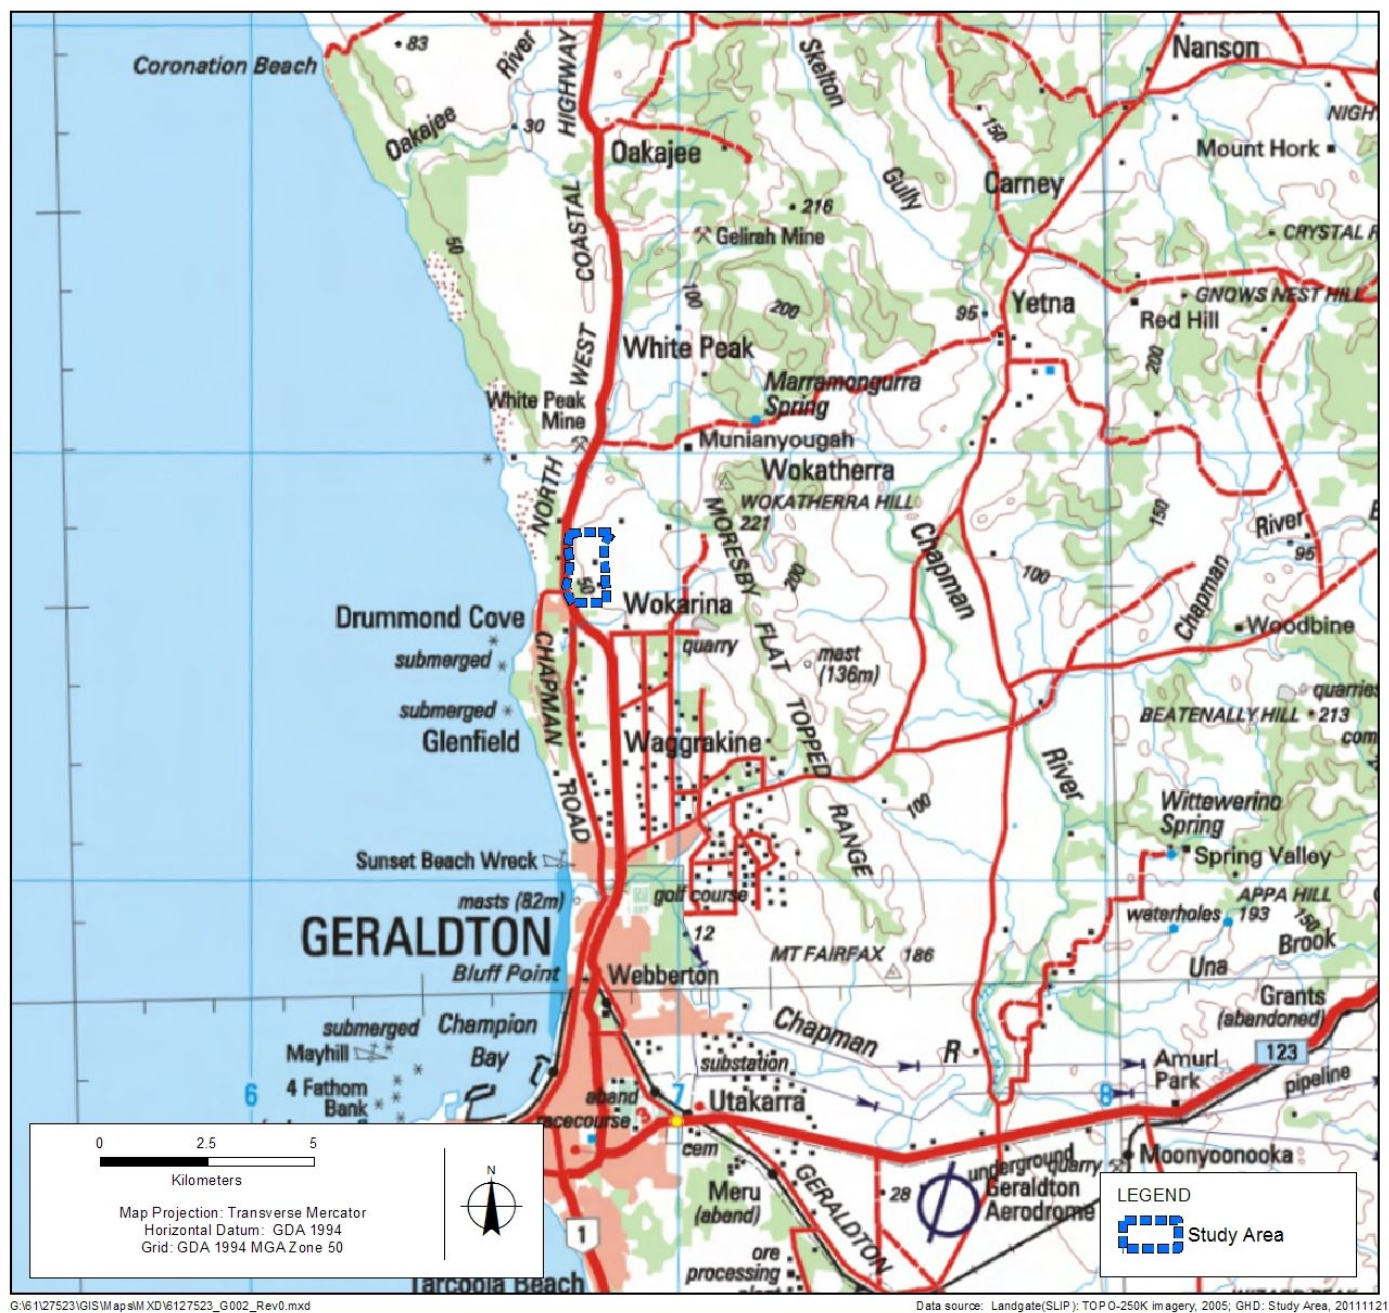 Coronation Beach
83
River
HIGHWAY
Skelton
Nanson
Oakajee
30
150
NIGH
Oakajee
Mount Hork
Gully
Carney
COASTAL
216
Gelirah Mine
CRYSTAL
50
100
200
95
Yetna
GNOWS NEST HILL
Red Hill
WEST
White Peak
200
Marramongurra
Spring
White Peak
Mine
Munianyougah
NORTH
Wokatherra
WOKATHERRA HILL
221
MORESBY
150
River
95
Chapman
200
100
Chapman
50
Wokarina
Drummond Cove
submerged
quarry
FLAT
mast
(136m)
Woodbine
CHAPMAN
submerged
Glenfield
Waggrakine
TOPPED
quarries
BEATENALLY HILL 213
com
River
ROAD
100
RANGE
Wittewerino
Spring
Spring Valley
Sunset Beach Wreck
masts (82m)
golf course
APPA HILL
waterholes 193
150
Brook
GERALDTON
12
MT FAIRFAX 186
Una
Bluff Point
Webberton
Grants
(abandoned)
submerged
Champion
Bay
Chapman
R
Mayhill
substation
123
Amurl
Park
pipeline
4 Fathom
Bank
6
7
8
aband
racecourse
3
Utakarra
cem
underground
quarry
Moonyoonooka
Meru
(aband)
GERALDTON
28
Geraldton
Aerodrome
1
ore
processing
plant
Tarcoola Beach
0 2.5 5
Kilometers
Map Projection: Transverse Mercator
Horizontal Datum: GDA 1994
Grid: GDA 1994 MGA Zone 50
N
LEGEND
Study Area
G:\61\27523\GIS\Maps\MXD\6127523_G002_Rev0.mxd
Data source: Landgate(SLIP): TOPO-250K imagery, 2005; GHD: Study Area, 20111121